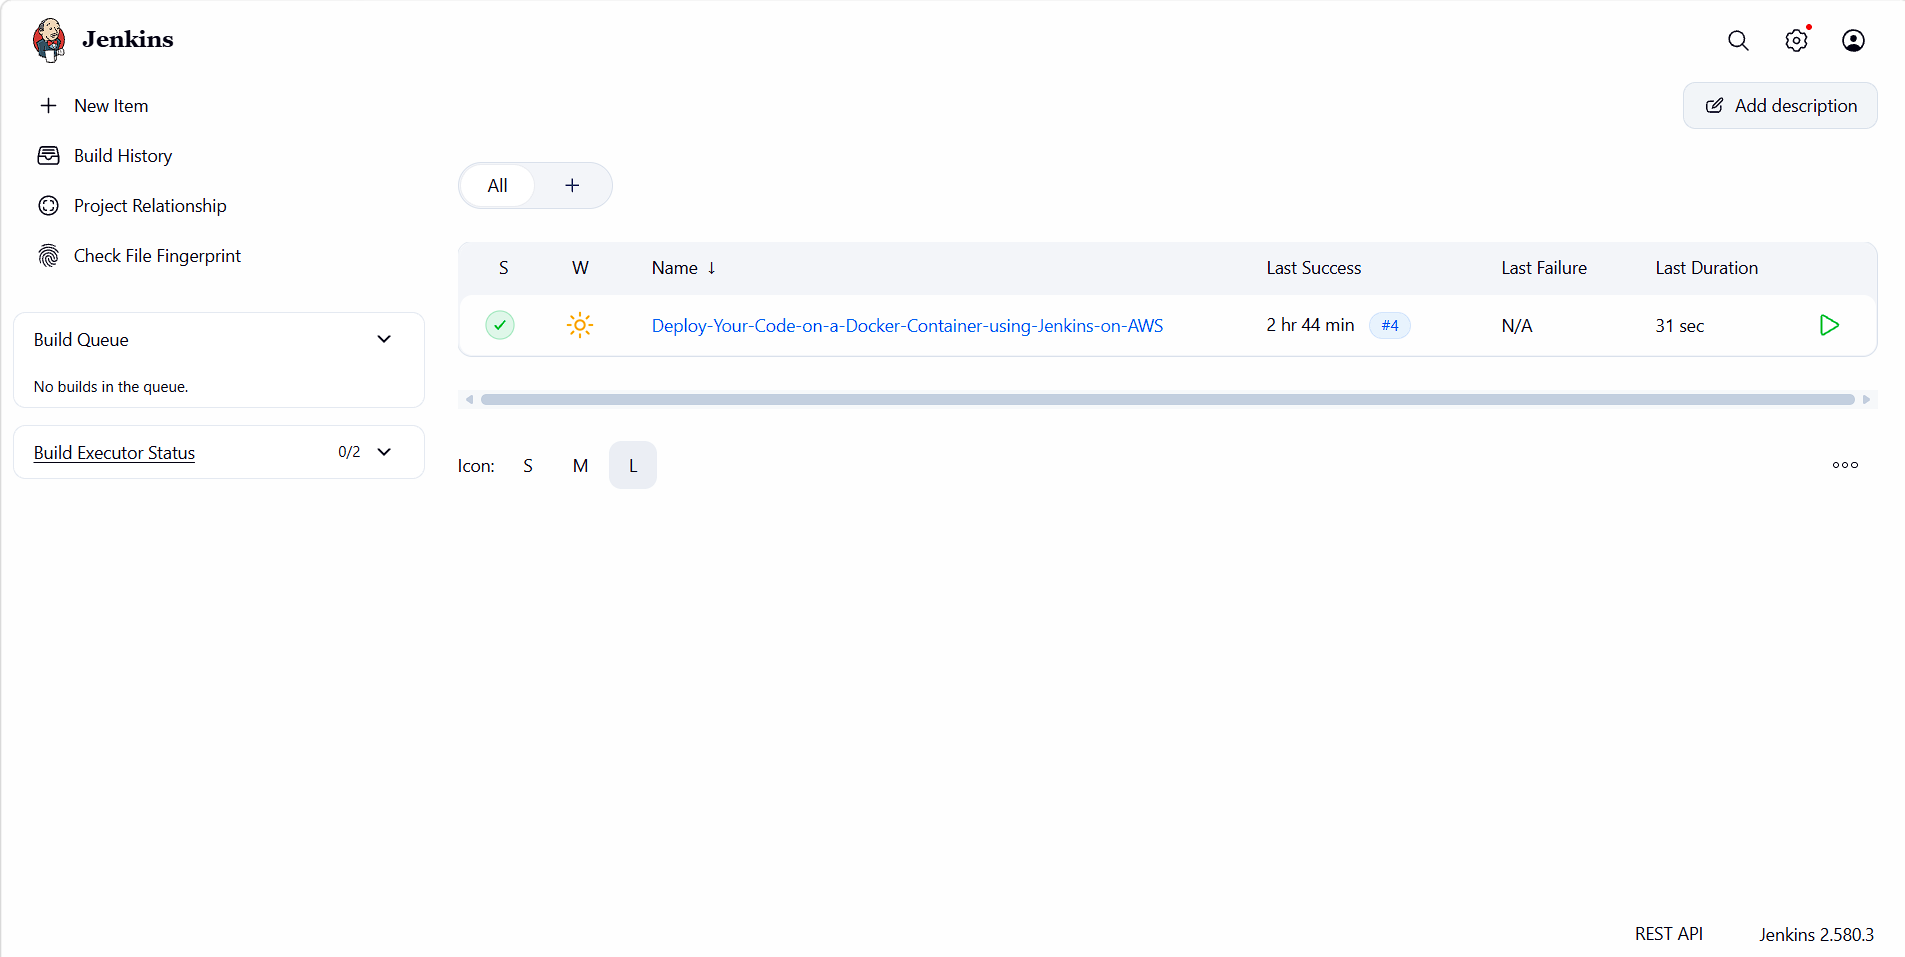 Jenkins
New Item
Build History
Project Relationship
Check File Fingerprint
Build Queue
No builds in the queue.
Build Executor Status 0/2
Add description
All +
S W Name ↓ Last Success Last Failure Last Duration
Deploy-Your-Code-on-a-Docker-Container-using-Jenkins-on-AWS 2 hr 44 min #4 N/A 31 sec
Icon: S M L
REST API Jenkins 2.580.3